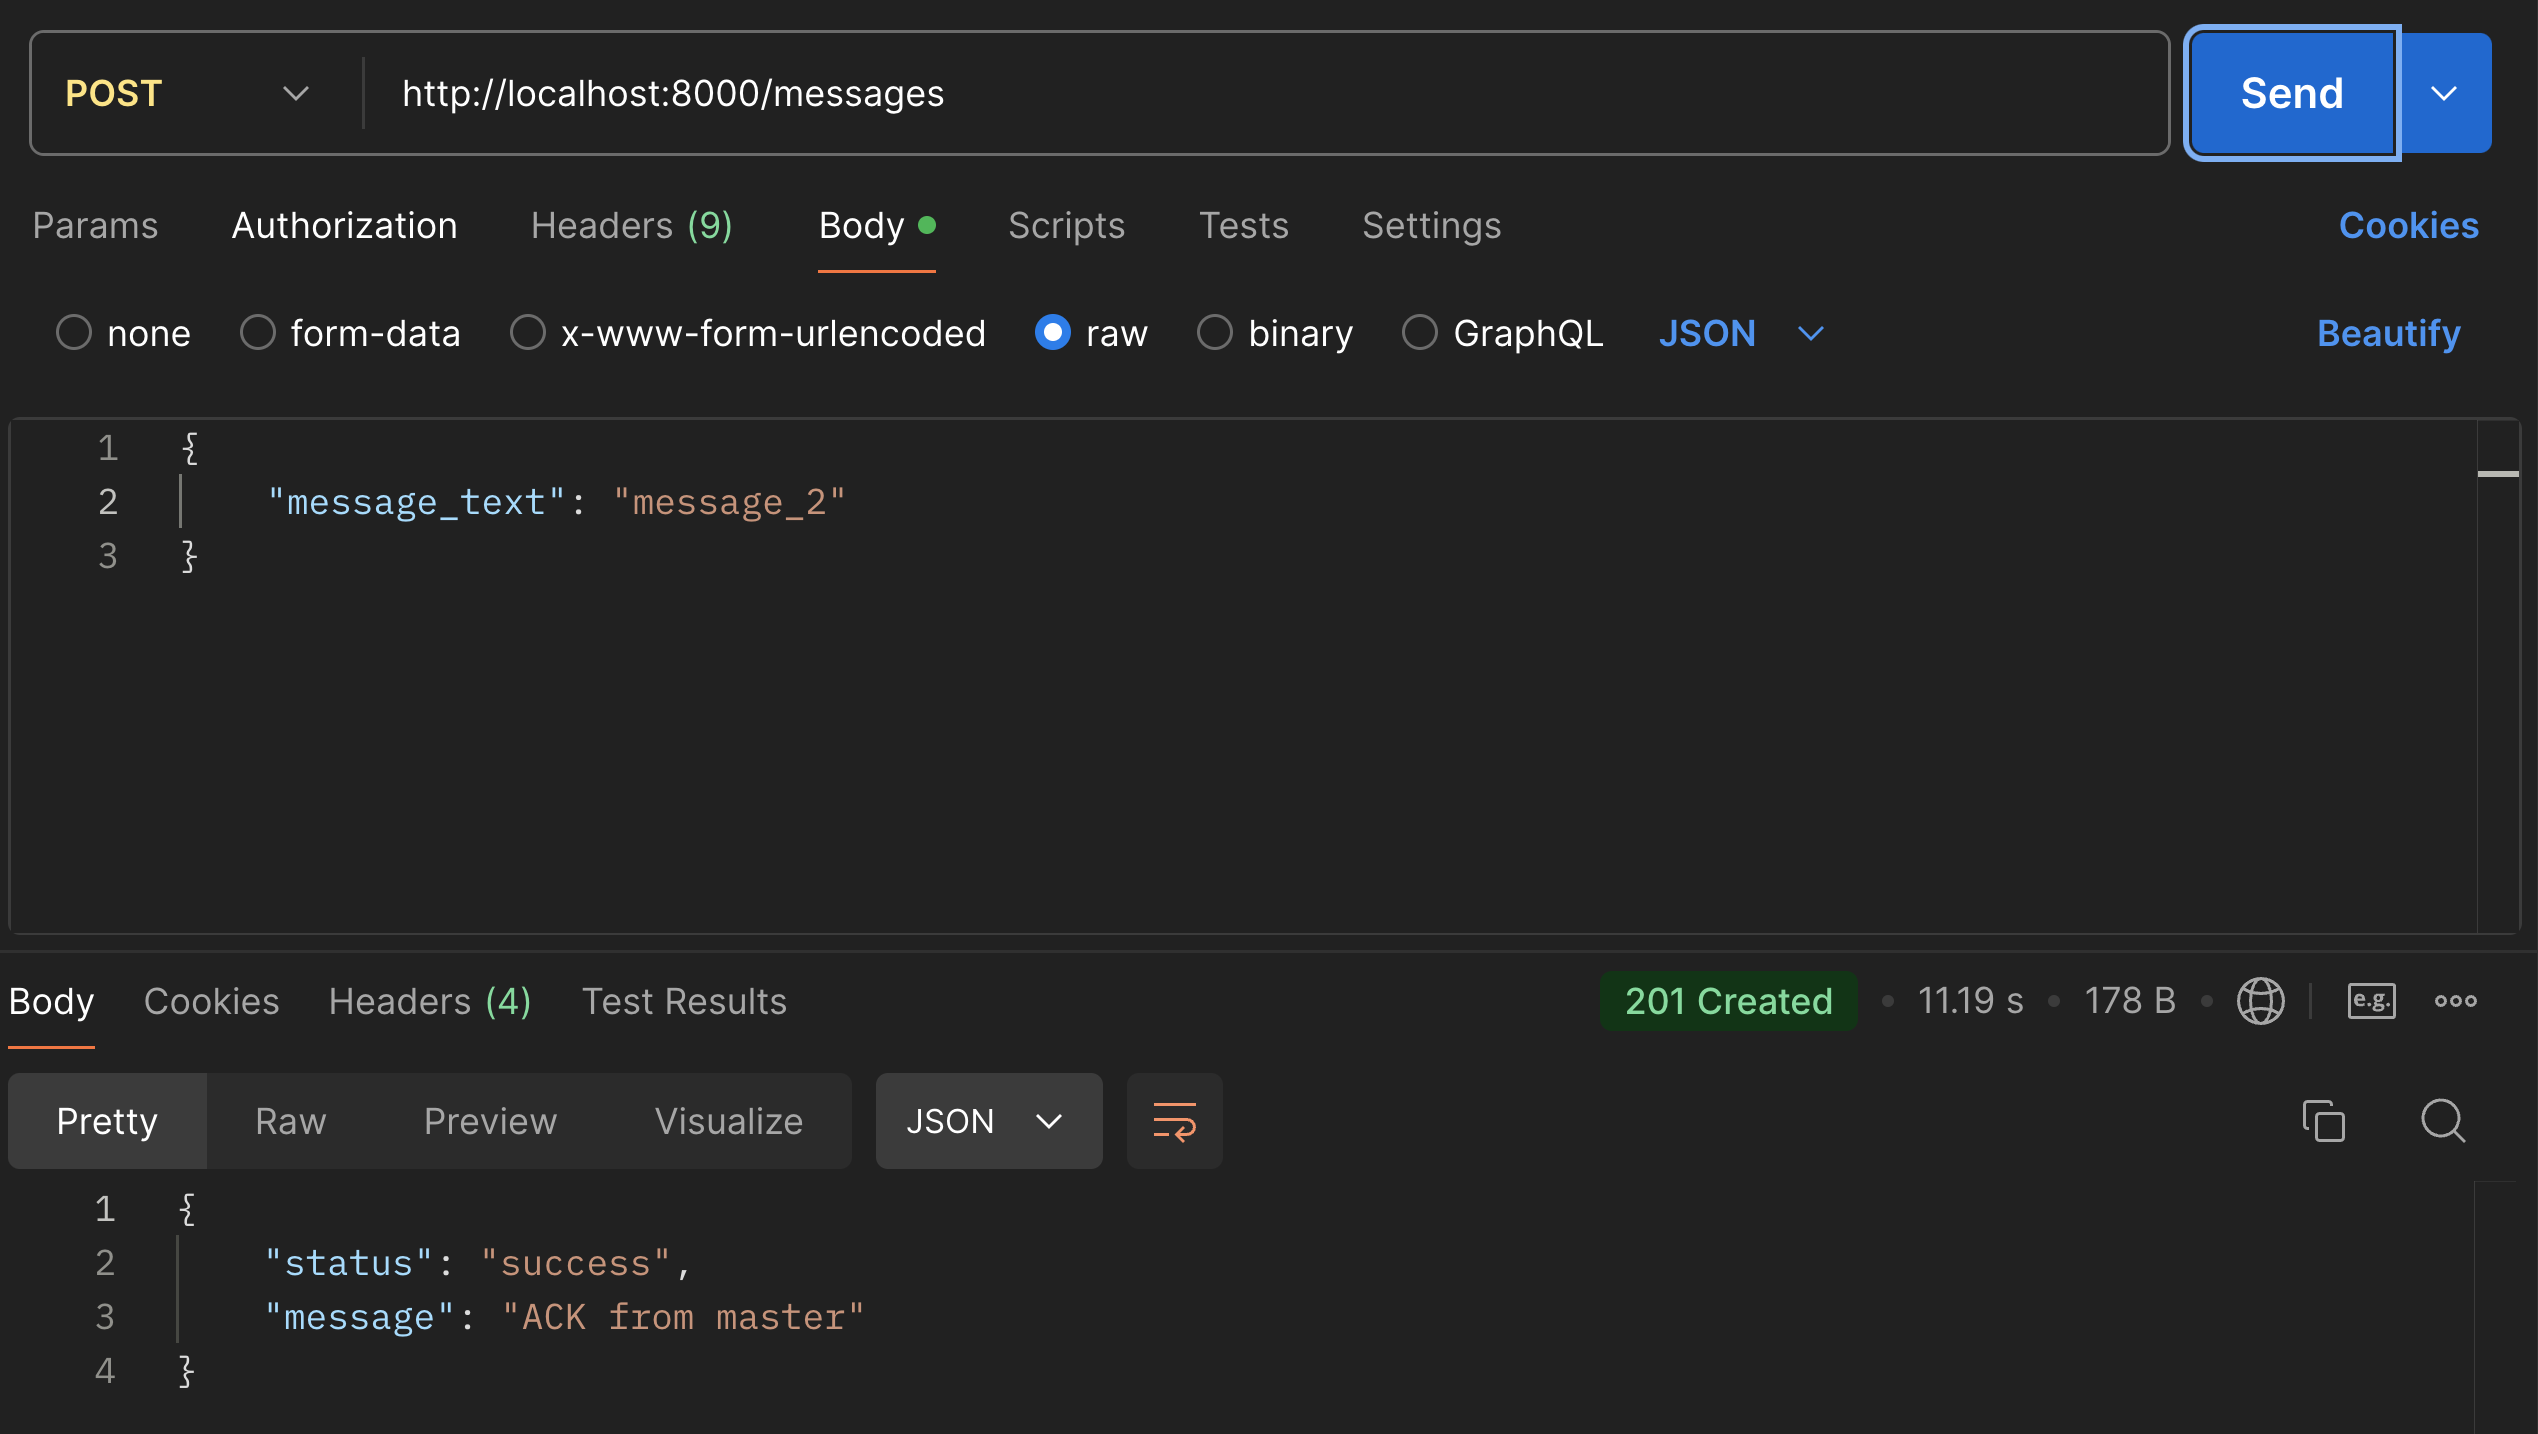 POST http://localhost:8000/messages Send
Params Authorization Headers (9) Body Scripts Tests Settings Cookies
none form-data x-www-form-urlencoded raw binary GraphQL JSON Beautify
1 {
2 "message_text": "message_2"
3 }
Body Cookies Headers (4) Test Results 201 Created • 11.19 s • 178 B • e.g.
Pretty Raw Preview Visualize JSON
1 {
2 "status": "success",
3 "message": "ACK from master"
4 }